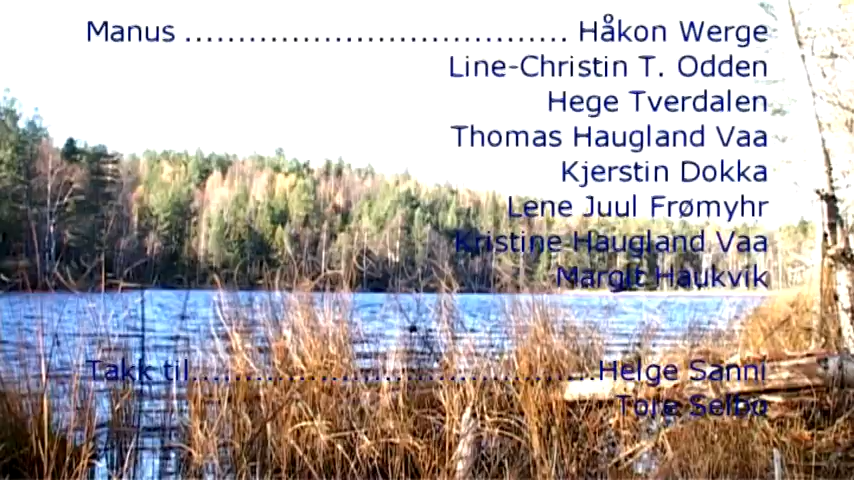 Manus .................................... Håkon Werge
Line-Christin T. Odden
Hege Tverdalen
Thomas Haugland Vaa
Kjerstin Dokka
Lene Juul Frømyhr
Kristine Haugland Vaa
Margit Haukvik
Takk til......................................Helge Sanni
Tore Selbo